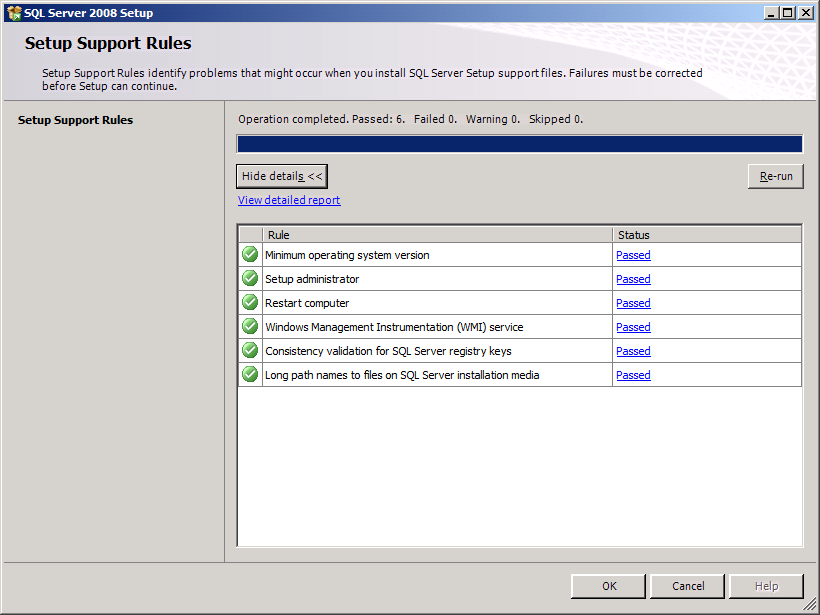 SQL Server 2008 Setup
Setup Support Rules
Setup Support Rules identify problems that might occur when you install SQL Server Setup support files. Failures must be corrected
before Setup can continue.
Setup Support Rules
Operation completed. Passed: 6.   Failed 0.   Warning 0.   Skipped 0.
Hide details <<
Re-run
View detailed report
Rule Status
Minimum operating system version Passed
Setup administrator Passed
Restart computer Passed
Windows Management Instrumentation (WMI) service Passed
Consistency validation for SQL Server registry keys Passed
Long path names to files on SQL Server installation media Passed
OK Cancel Help